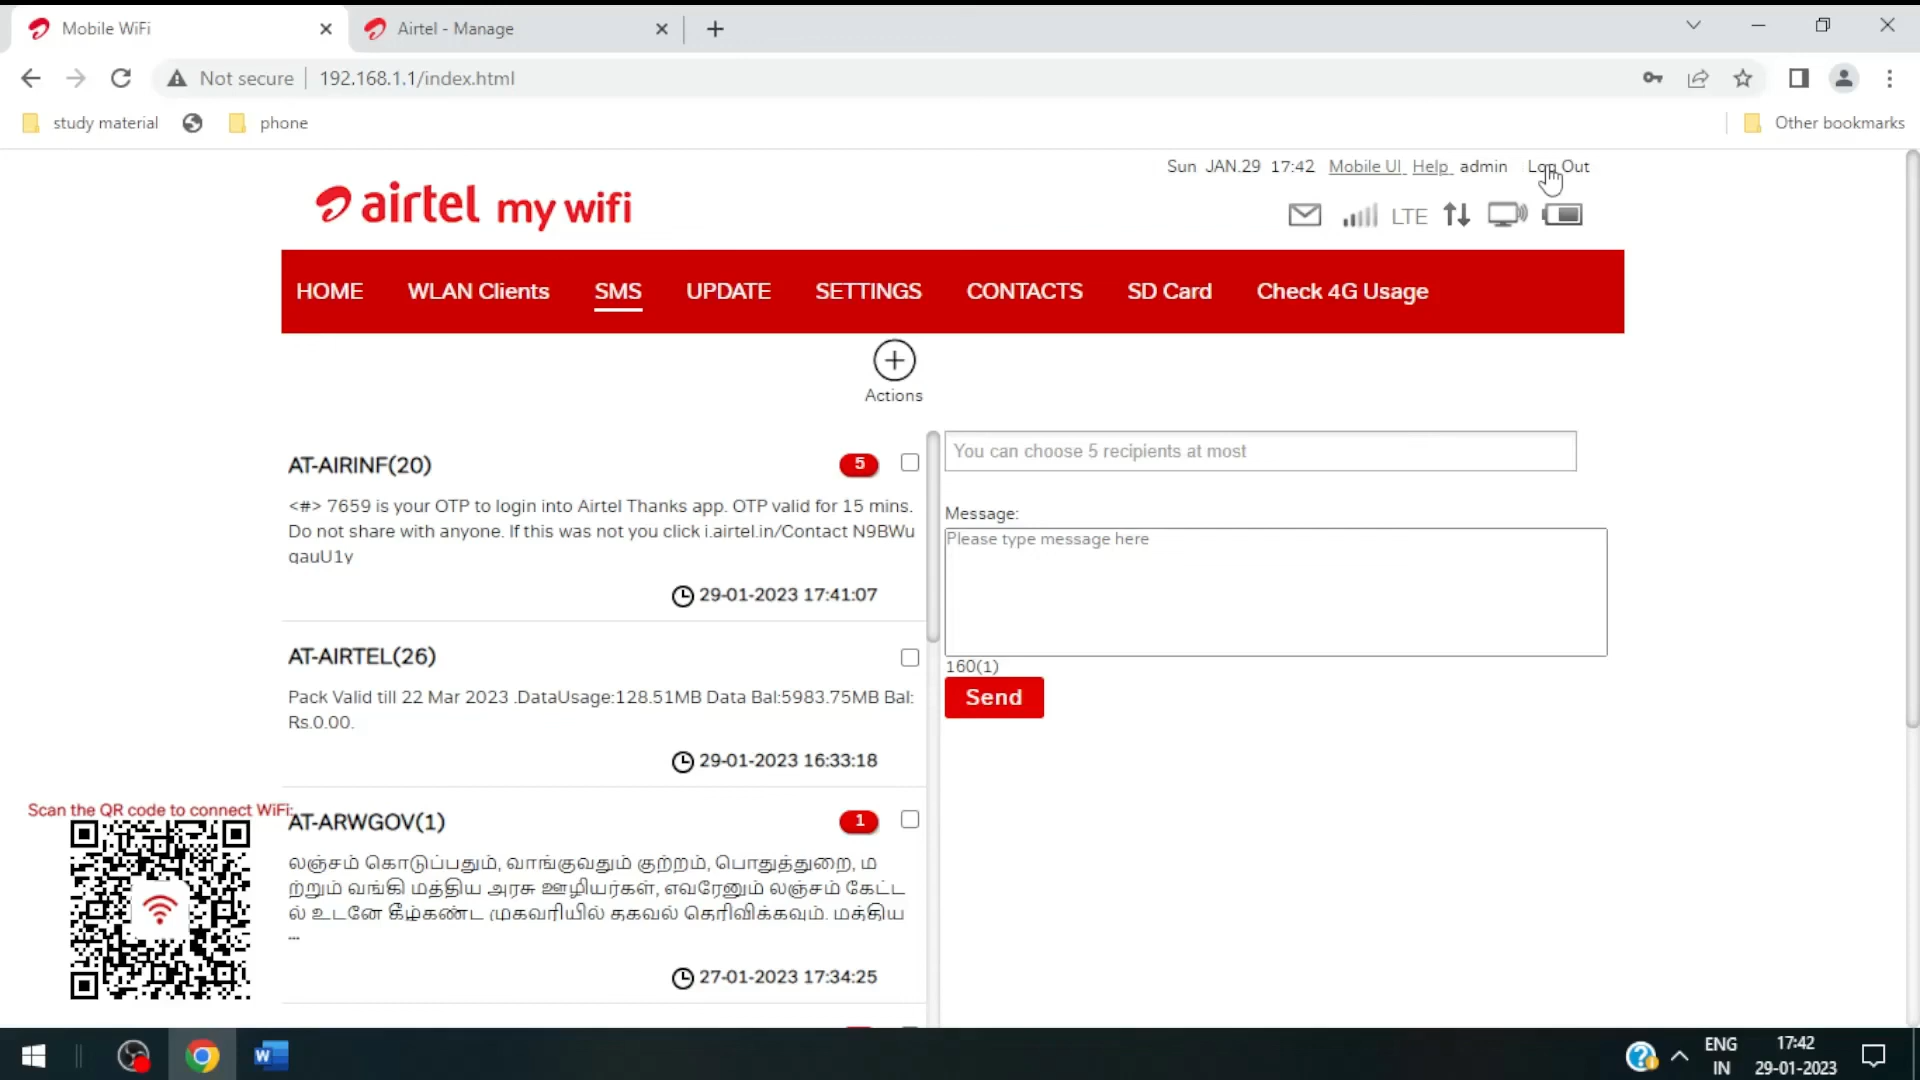 Mobile WiFi
Airtel - Manage
Not secure
192.168.1.1/index.html
study material
phone
Other bookmarks
Sun JAN.29 17:42 Mobile UI Help admin Log Out
airtel my wifi
LTE
HOME WLAN Clients SMS UPDATE SETTINGS CONTACTS SD Card Check 4G Usage
Actions
AT-AIRINF(20)
5
<#> 7659 is your OTP to login into Airtel Thanks app. OTP valid for 15 mins.
Do not share with anyone. If this was not you click i.airtel.in/Contact N9BWu
qauU1y
29-01-2023 17:41:07
AT-AIRTEL(26)
Pack Valid till 22 Mar 2023 .DataUsage:128.51MB Data Bal:5983.75MB Bal:
Rs.0.00.
29-01-2023 16:33:18
AT-ARWGOV(1)
1
லஞ்சம் கொடுப்பதும், வாங்குவதும் குற்றம், பொதுத்துறை, ம
ற்றும் வங்கி மத்திய அரசு ஊழியர்கள், எவரேனும் லஞ்சம் கேட்ட
ல் உடனே கீழ்கண்ட முகவரியில் தகவல் தெரிவிக்கவும். மத்திய
...
27-01-2023 17:34:25
You can choose 5 recipients at most
Message:
Please type message here
160(1)
Send
Scan the QR code to connect WiFi:
ENG
IN
17:42
29-01-2023